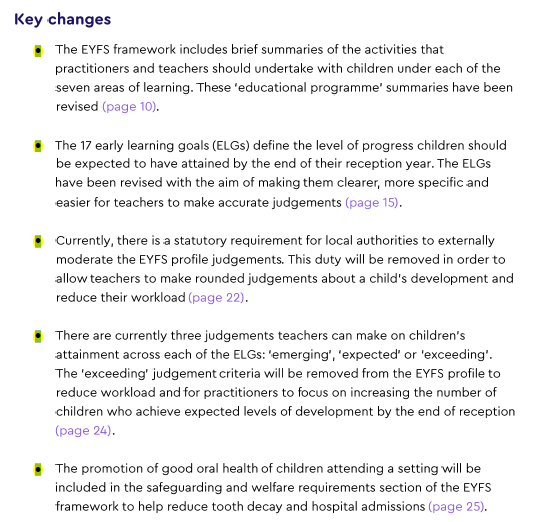 Key changes
• The EYFS framework includes brief summaries of the activities that
practitioners and teachers should undertake with children under each of the
seven areas of learning. These 'educational programme' summaries have been
revised (page 10).
• The 17 early learning goals (ELGs) define the level of progress children should
be expected to have attained by the end of their reception year. The ELGs
have been revised with the aim of making them clearer, more specific and
easier for teachers to make accurate judgements (page 15).
• Currently, there is a statutory requirement for local authorities to externally
moderate the EYFS profile judgements. This duty will be removed in order to
allow teachers to make rounded judgements about a child's development and
reduce their workload (page 22).
• There are currently three judgements teachers can make on children's
attainment across each of the ELGs: 'emerging', 'expected' or 'exceeding'.
The 'exceeding' judgement criteria will be removed from the EYFS profile to
reduce workload and for practitioners to focus on increasing the number of
children who achieve expected levels of development by the end of reception
(page 24).
• The promotion of good oral health of children attending a setting will be
included in the safeguarding and welfare requirements section of the EYFS
framework to help reduce tooth decay and hospital admissions (page 25).